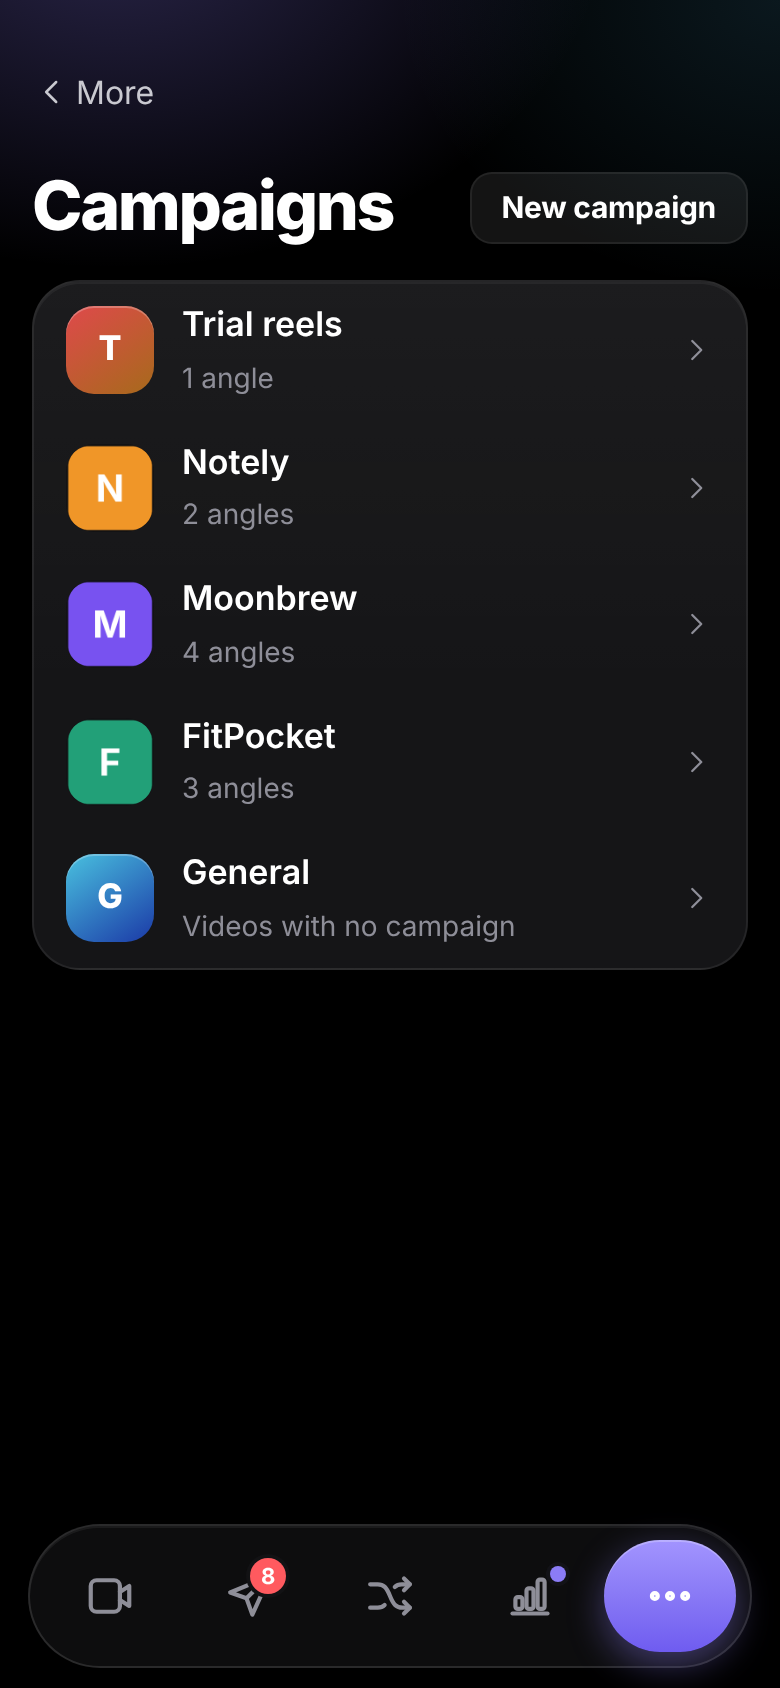 More
Campaigns
New campaign
T
Trial reels
1 angle
N
Notely
2 angles
M
Moonbrew
4 angles
F
FitPocket
3 angles
G
General
Videos with no campaign
8